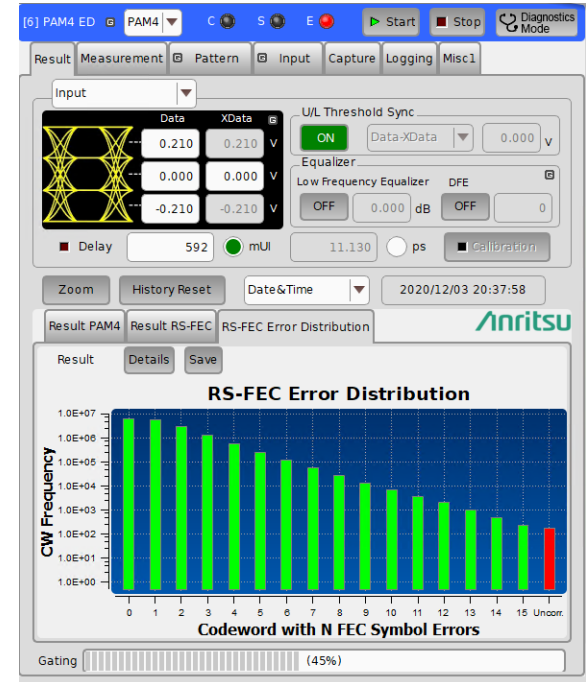 [6] PAM4 ED G PAM4 C S E Start Stop Diagnostics Mode
Result Measurement G Pattern G Input Capture Logging Misc1
Input
Data XData G
0.210 0.210 V
0.000 0.000 V
-0.210 -0.210 V
U/L Threshold Sync
ON Data-XData 0.000 V
Equalizer
Low Frequency Equalizer DFE G
OFF 0.000 dB OFF 0
Delay 592 mUI 11.130 ps Calibration
Zoom History Reset Date&Time 2020/12/03 20:37:58
Result PAM4 Result RS-FEC RS-FEC Error Distribution Anritsu
Result Details Save
RS-FEC Error Distribution
CW Frequency
1.0E+07
1.0E+06
1.0E+05
1.0E+04
1.0E+03
1.0E+02
1.0E+01
1.0E+00
0 1 2 3 4 5 6 7 8 9 10 11 12 13 14 15 Uncorr.
Codeword with N FEC Symbol Errors
Gating (45%)